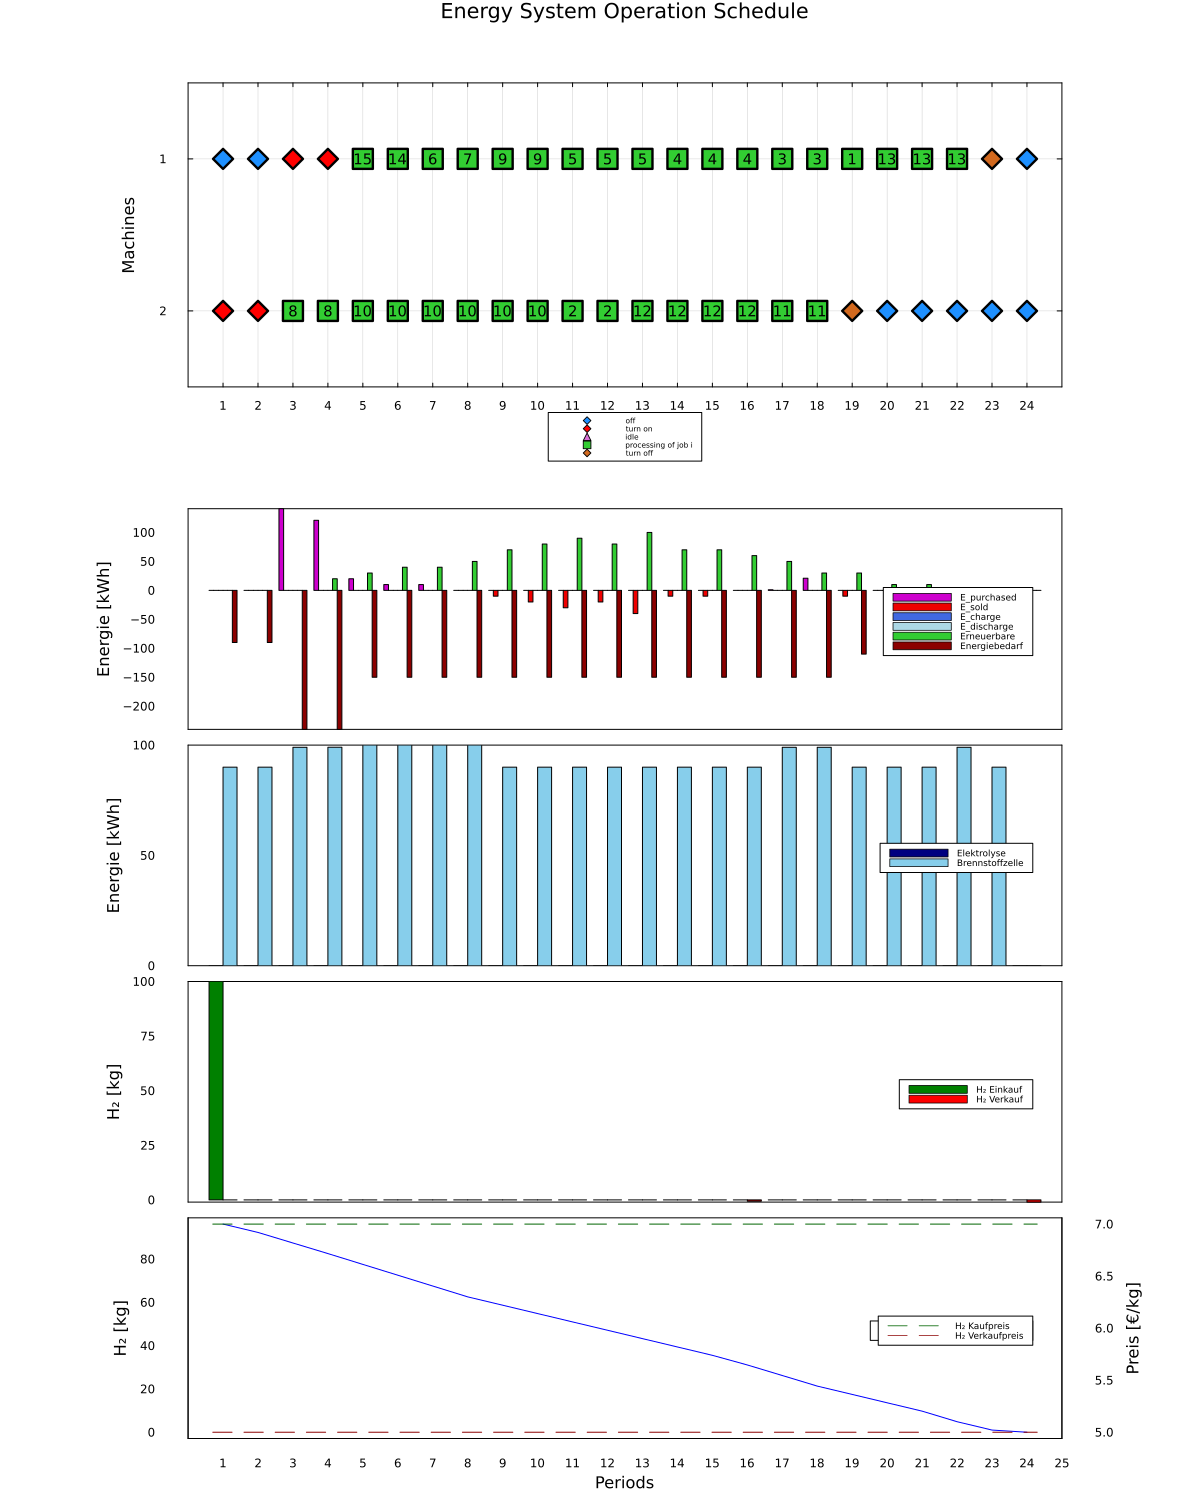 Energy System Operation Schedule
Machines
1
15 14 6 7 9 9 5 5 5 4 4 4 3 3 1 13 13 13
2
8 8 10 10 10 10 10 10 2 2 12 12 12 12 11 11
1 2 3 4 5 6 7 8 9 10 11 12 13 14 15 16 17 18 19 20 21 22 23 24
off
turn on
idle
processing of job i
turn off
Energie [kWh]
100
50
0
−50
−100
−150
−200
E_purchased
E_sold
E_charge
E_discharge
Erneuerbare
Energiebedarf
Energie [kWh]
100
50
0
Elektrolyse
Brennstoffzelle
H₂ [kg]
100
75
50
25
0
H₂ Einkauf
H₂ Verkauf
H₂ [kg]
80
60
40
20
0
H₂ Kaufpreis
H₂ Verkaufpreis
7.0
6.5
6.0
5.5
5.0
Preis [€/kg]
1 2 3 4 5 6 7 8 9 10 11 12 13 14 15 16 17 18 19 20 21 22 23 24 25
Periods